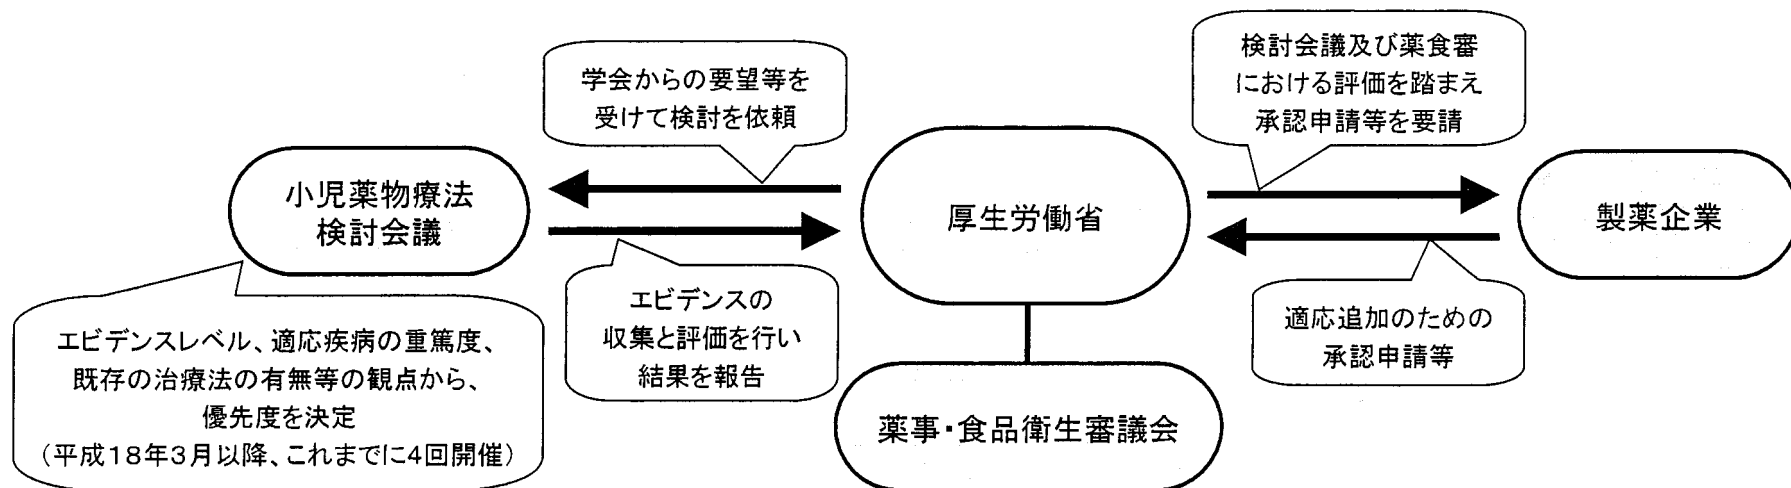 学会からの要望等を
受けて検討を依頼
検討会議及び薬食審
における評価を踏まえ
承認申請等を要請
小児薬物療法
検討会議
厚生労働省
製薬企業
エビデンスの
収集と評価を行い
結果を報告
適応追加のための
承認申請等
エビデンスレベル、適応疾病の重篤度、
既存の治療法の有無等の観点から、
優先度を決定
(平成18年3月以降、これまでに4回開催)
薬事・食品衛生審議会